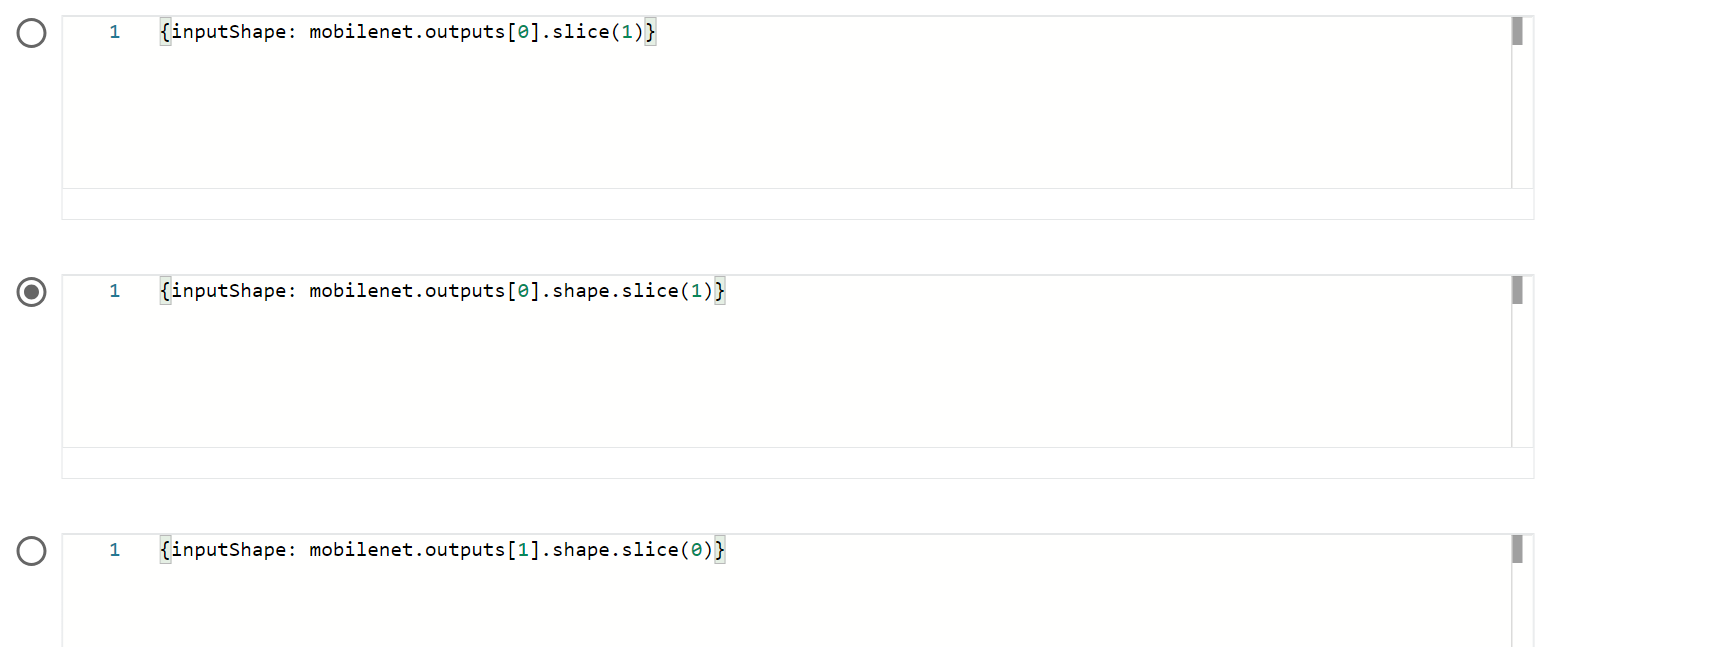 1 {inputShape: mobilenet.outputs[0].slice(1)}
1 {inputShape: mobilenet.outputs[0].shape.slice(1)}
1 {inputShape: mobilenet.outputs[1].shape.slice(0)}